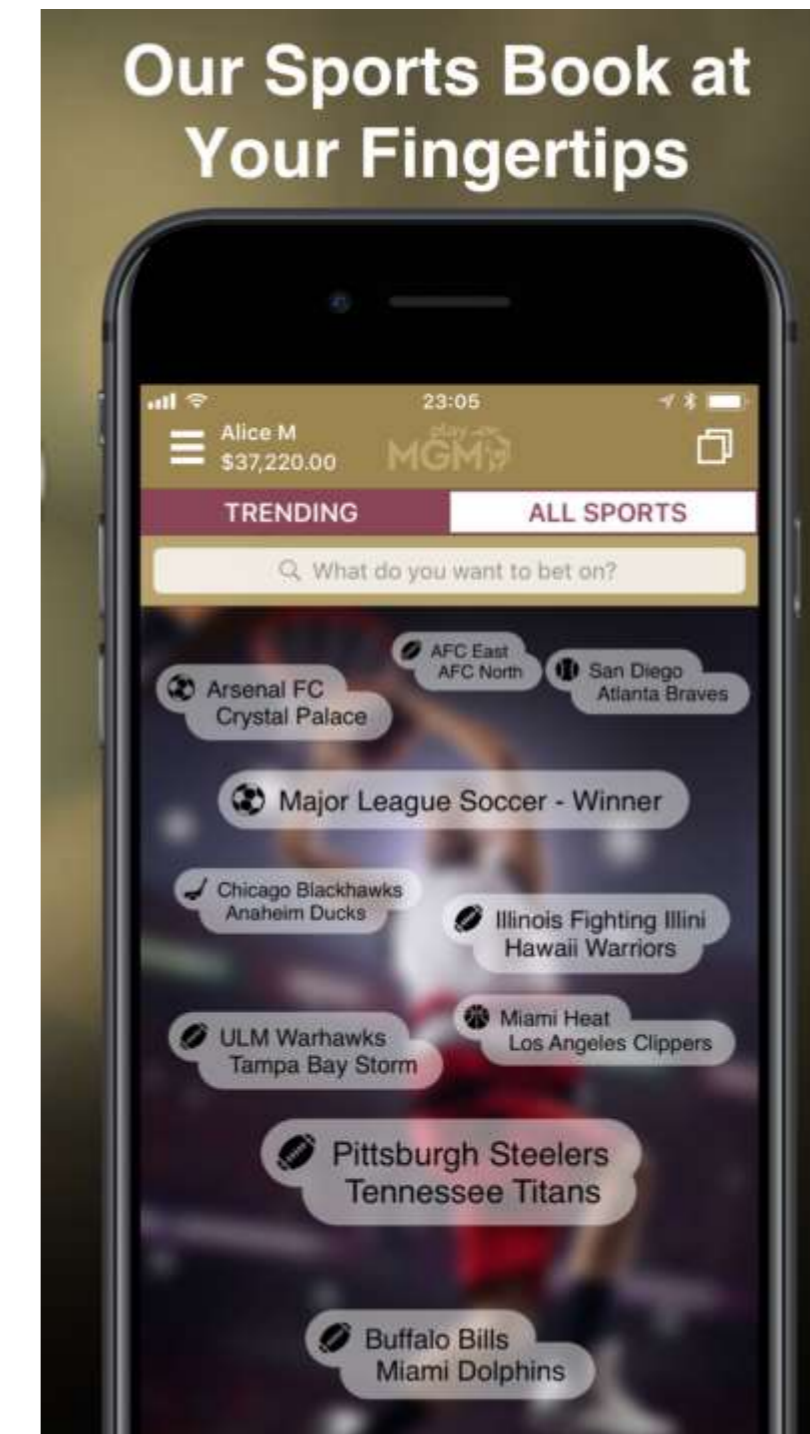 Our Sports Book at
Your Fingertips
23:05
Alice M
$37,220.00
play
MGM
TRENDING
ALL SPORTS
What do you want to bet on?
AFC East
AFC North
San Diego
Atlanta Braves
Arsenal FC
Crystal Palace
Major League Soccer - Winner
Chicago Blackhawks
Anaheim Ducks
Illinois Fighting Illini
Hawaii Warriors
Miami Heat
Los Angeles Clippers
ULM Warhawks
Tampa Bay Storm
Pittsburgh Steelers
Tennessee Titans
Buffalo Bills
Miami Dolphins